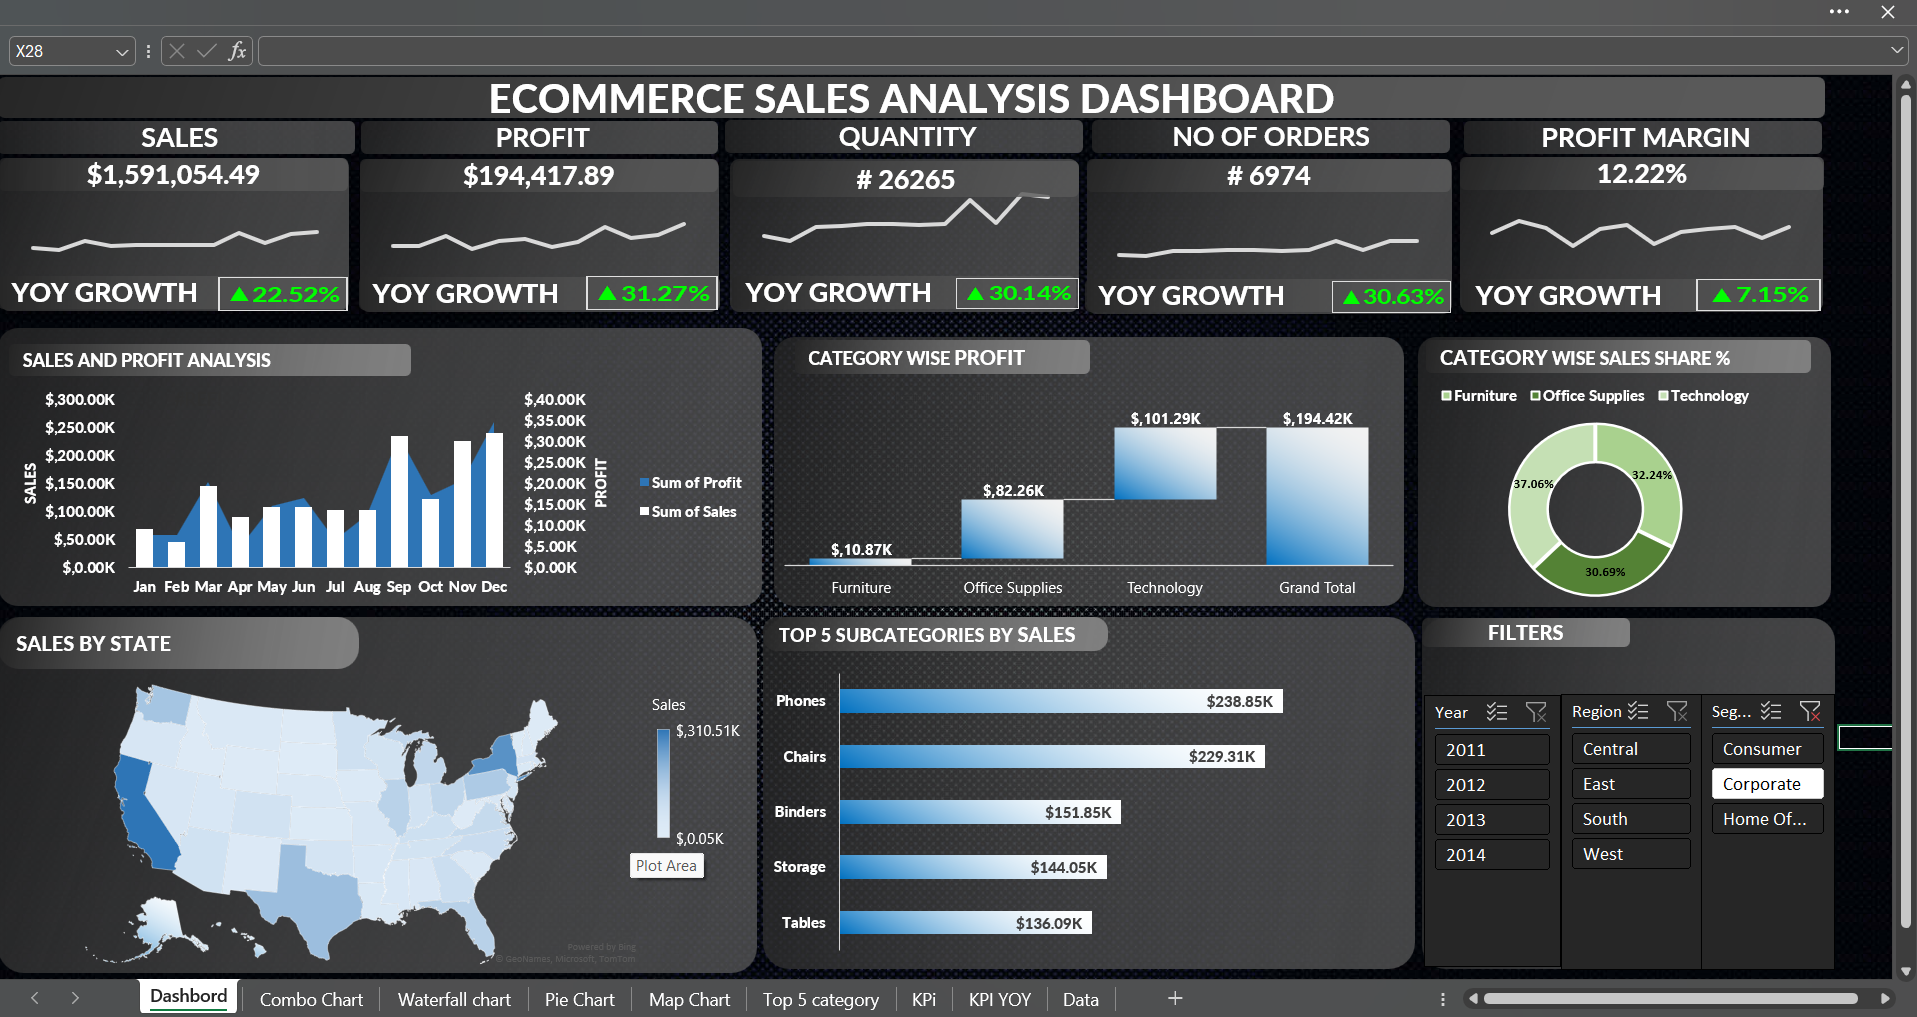 X28
fx
ECOMMERCE SALES ANALYSIS DASHBOARD
SALES
$1,591,054.49
YOY GROWTH ▲22.52%
PROFIT
$194,417.89
YOY GROWTH ▲31.27%
QUANTITY
# 26265
YOY GROWTH ▲30.14%
NO OF ORDERS
# 6974
YOY GROWTH ▲30.63%
PROFIT MARGIN
12.22%
YOY GROWTH ▲7.15%
SALES AND PROFIT ANALYSIS
SALES
$,300.00K
$,250.00K
$,200.00K
$,150.00K
$,100.00K
$,50.00K
$,0.00K
Jan Feb Mar Apr May Jun Jul Aug Sep Oct Nov Dec
$,40.00K
$,35.00K
$,30.00K
$,25.00K
$,20.00K
$,15.00K
$,10.00K
$,5.00K
$,0.00K
PROFIT
Sum of Profit
Sum of Sales
CATEGORY WISE PROFIT
$,10.87K
$,82.26K
$,101.29K
$,194.42K
Furniture Office Supplies Technology Grand Total
CATEGORY WISE SALES SHARE %
Furniture Office Supplies Technology
37.06%
32.24%
30.69%
SALES BY STATE
Sales
$,310.51K
$,0.05K
Plot Area
Powered by Bing
© GeoNames, Microsoft, TomTom
TOP 5 SUBCATEGORIES BY SALES
Phones $238.85K
Chairs $229.31K
Binders $151.85K
Storage $144.05K
Tables $136.09K
FILTERS
Year
2011
2012
2013
2014
Region
Central
East
South
West
Seg...
Consumer
Corporate
Home Of...
Dashbord Combo Chart Waterfall chart Pie Chart Map Chart Top 5 category KPi KPI YOY Data